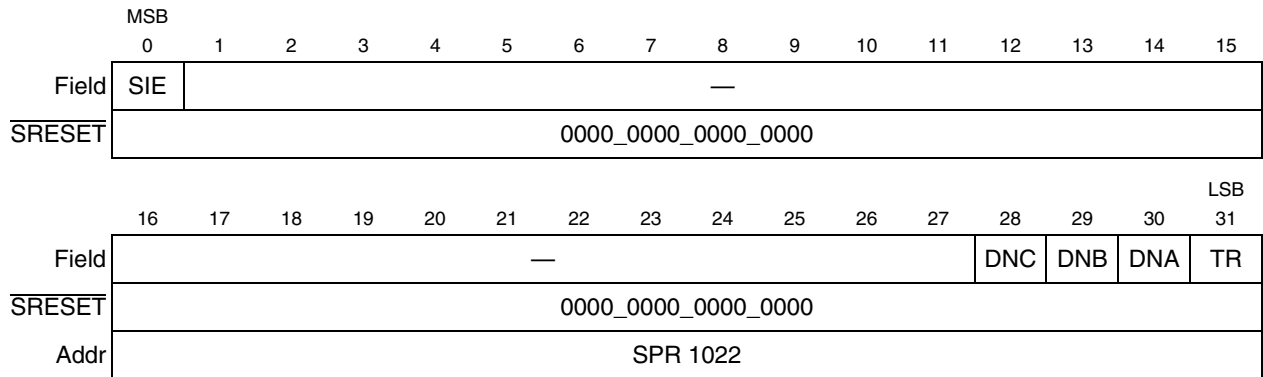 MSB
0 1 2 3 4 5 6 7 8 9 10 11 12 13 14 15
Field SIE —
SRESET 0000_0000_0000_0000
LSB
16 17 18 19 20 21 22 23 24 25 26 27 28 29 30 31
Field — DNC DNB DNA TR
SRESET 0000_0000_0000_0000
Addr SPR 1022